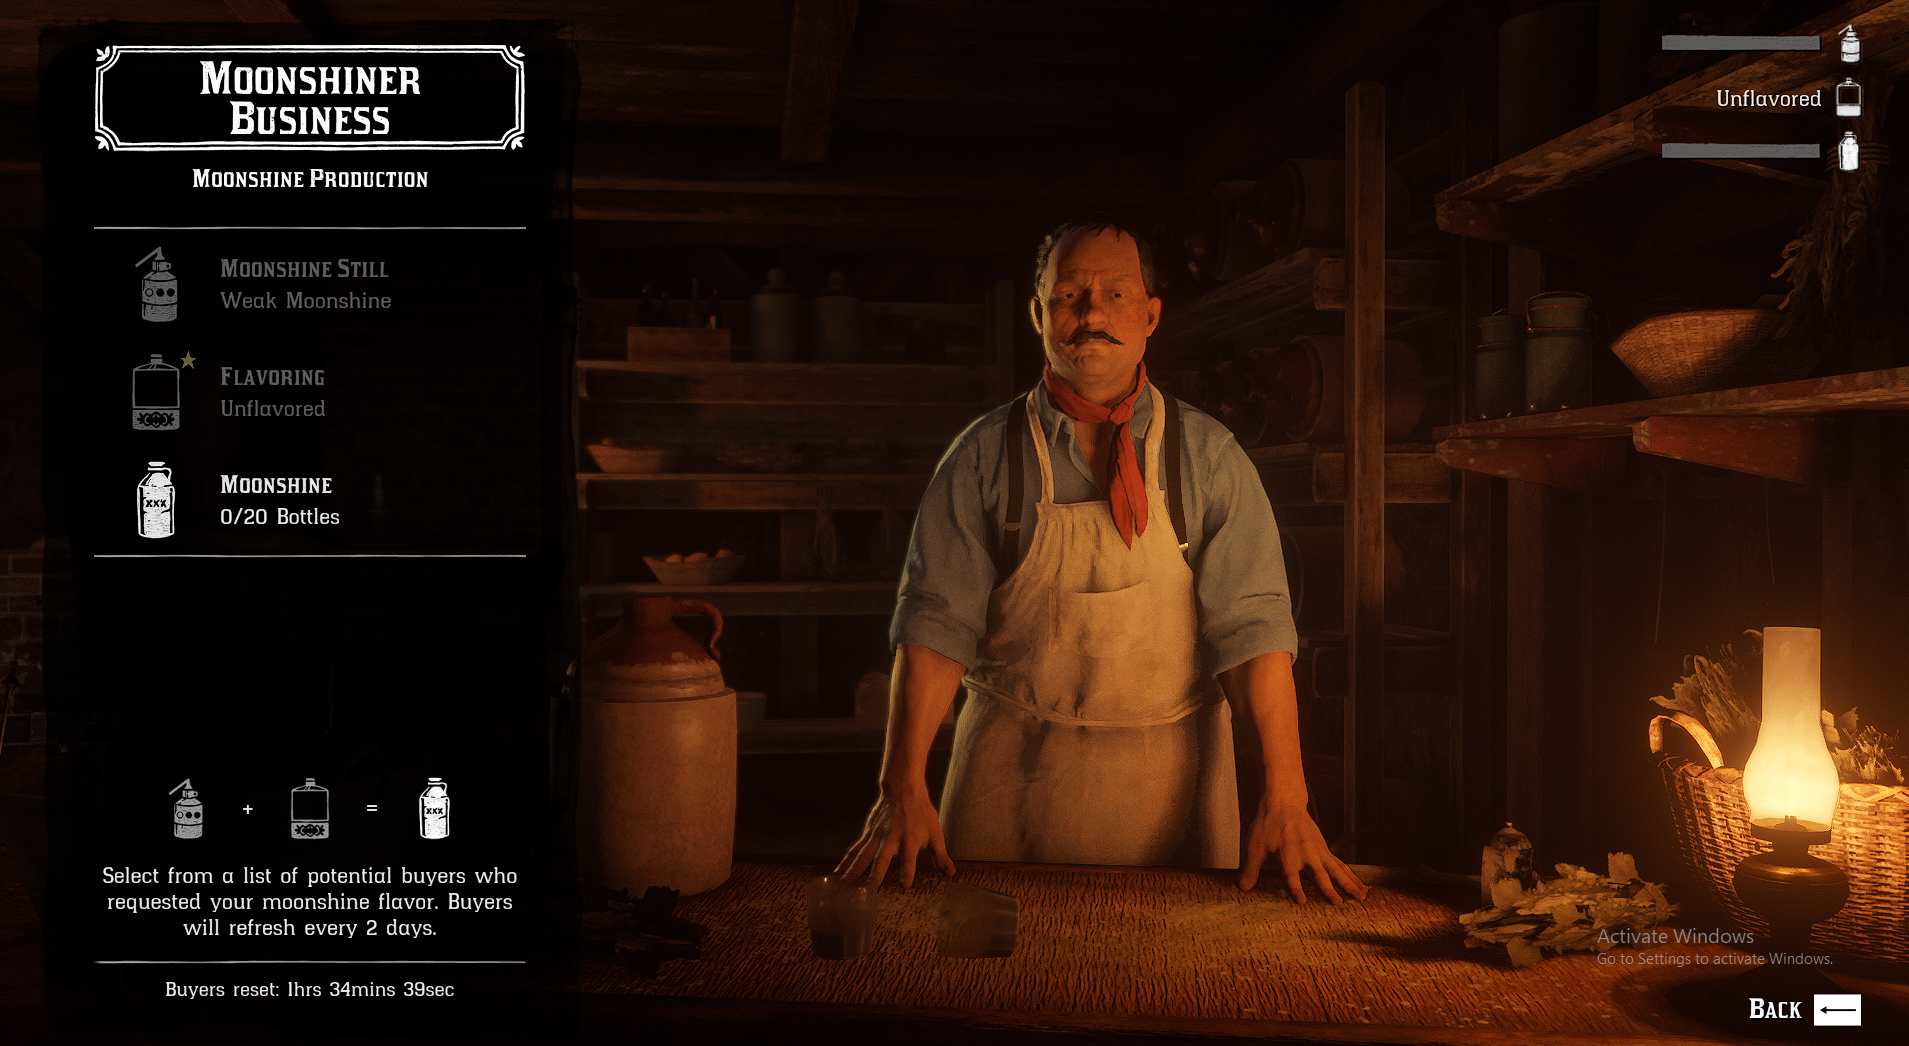 MOONSHINER
BUSINESS
MOONSHINE PRODUCTION
MOONSHINE STILL
Weak Moonshine
FLAVORING
Unflavored
XXX
MOONSHINE
0/20 Bottles
+ =
XXX
Select from a list of potential buyers who
requested your moonshine flavor. Buyers
will refresh every 2 days.
Buyers reset: 1hrs 34mins 39sec
Unflavored
Activate Windows
Go to Settings to activate Windows.
BACK